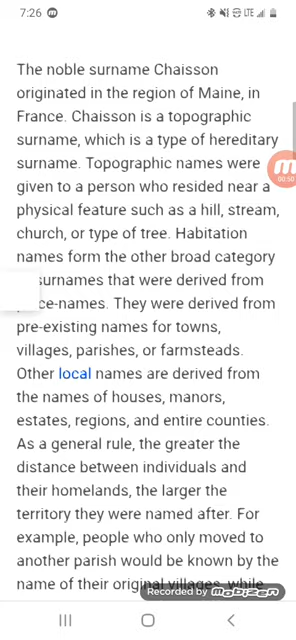 7:26 LTE
The noble surname Chaisson
originated in the region of Maine, in
France. Chaisson is a topographic
surname, which is a type of hereditary
surname. Topographic names were
given to a person who resided near a
physical feature such as a hill, stream,
church, or type of tree. Habitation
names form the other broad category
surnames that were derived from
ce-names. They were derived from
pre-existing names for towns,
villages, parishes, or farmsteads.
Other local names are derived from
the names of houses, manors,
estates, regions, and entire counties.
As a general rule, the greater the
distance between individuals and
their homelands, the larger the
territory they were named after. For
example, people who only moved to
another parish would be known by the
name of their original villages, while
00:50
Recorded by mobizen